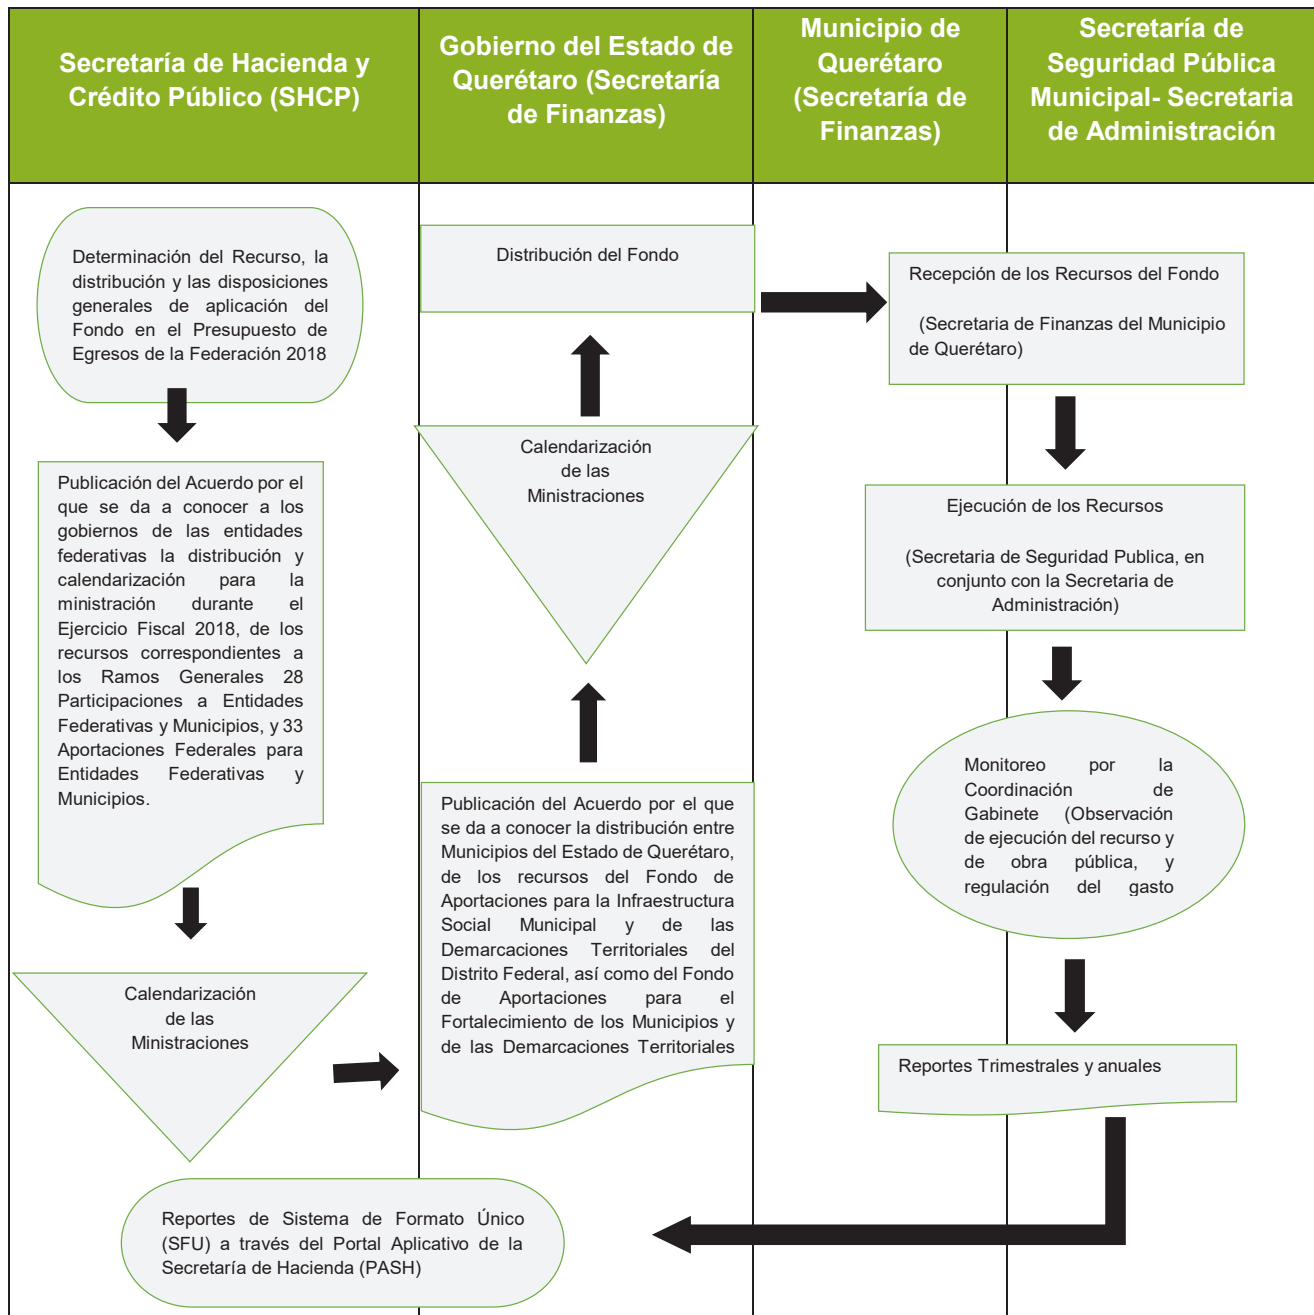 Secretaría de Hacienda y
Crédito Público (SHCP)
Gobierno del Estado de
Querétaro (Secretaría
de Finanzas)
Municipio de
Querétaro
(Secretaría de
Finanzas)
Secretaría de
Seguridad Pública
Municipal- Secretaria
de Administración
Determinación del Recurso, la
distribución y las disposiciones
generales de aplicación del
Fondo en el Presupuesto de
Egresos de la Federación 2018
Publicación del Acuerdo por el
que se da a conocer a los
gobiernos de las entidades
federativas la distribución y
calendarización para la
ministración durante el
Ejercicio Fiscal 2018, de los
recursos correspondientes a
los Ramos Generales 28
Participaciones a Entidades
Federativas y Municipios, y 33
Aportaciones Federales para
Entidades Federativas y
Municipios.
Calendarización
de las
Ministraciones
Distribución del Fondo
Calendarización
de las
Ministraciones
Publicación del Acuerdo por el que
se da a conocer la distribución entre
Municipios del Estado de Querétaro,
de los recursos del Fondo de
Aportaciones para la Infraestructura
Social Municipal y de las
Demarcaciones Territoriales del
Distrito Federal, así como del Fondo
de Aportaciones para el
Fortalecimiento de los Municipios y
de las Demarcaciones Territoriales
Recepción de los Recursos del Fondo
(Secretaria de Finanzas del Municipio
de Querétaro)
Ejecución de los Recursos
(Secretaria de Seguridad Publica, en
conjunto con la Secretaria de
Administración)
Monitoreo por la
Coordinación de
Gabinete (Observación
de ejecución del recurso y
de obra pública, y
regulación del gasto
Reportes Trimestrales y anuales
Reportes de Sistema de Formato Único
(SFU) a través del Portal Aplicativo de la
Secretaría de Hacienda (PASH)